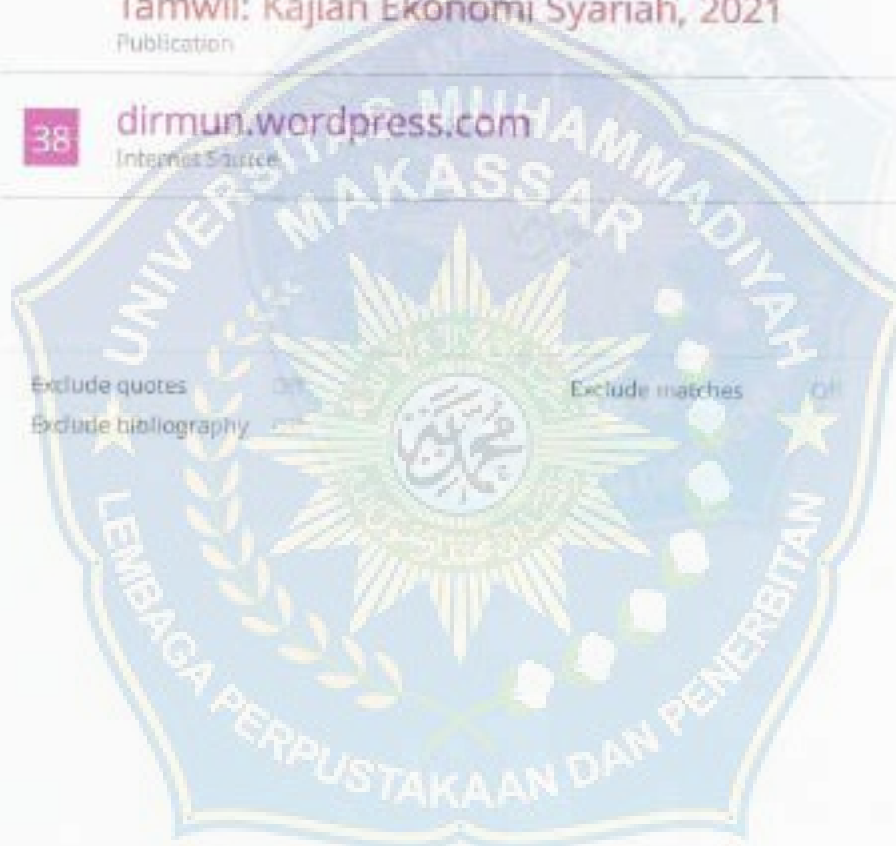 Tamwil: Kajian Ekonomi Syariah, 2021
Publication
38 dirmun.wordpress.com
Internet Source
UNIVERSITAS MUHAMMADIYAH
MAKASSAR
Exclude quotes Off Exclude matches Off
Exclude bibliography
LEMBAGA PERPUSTAKAAN DAN PENERBITAN